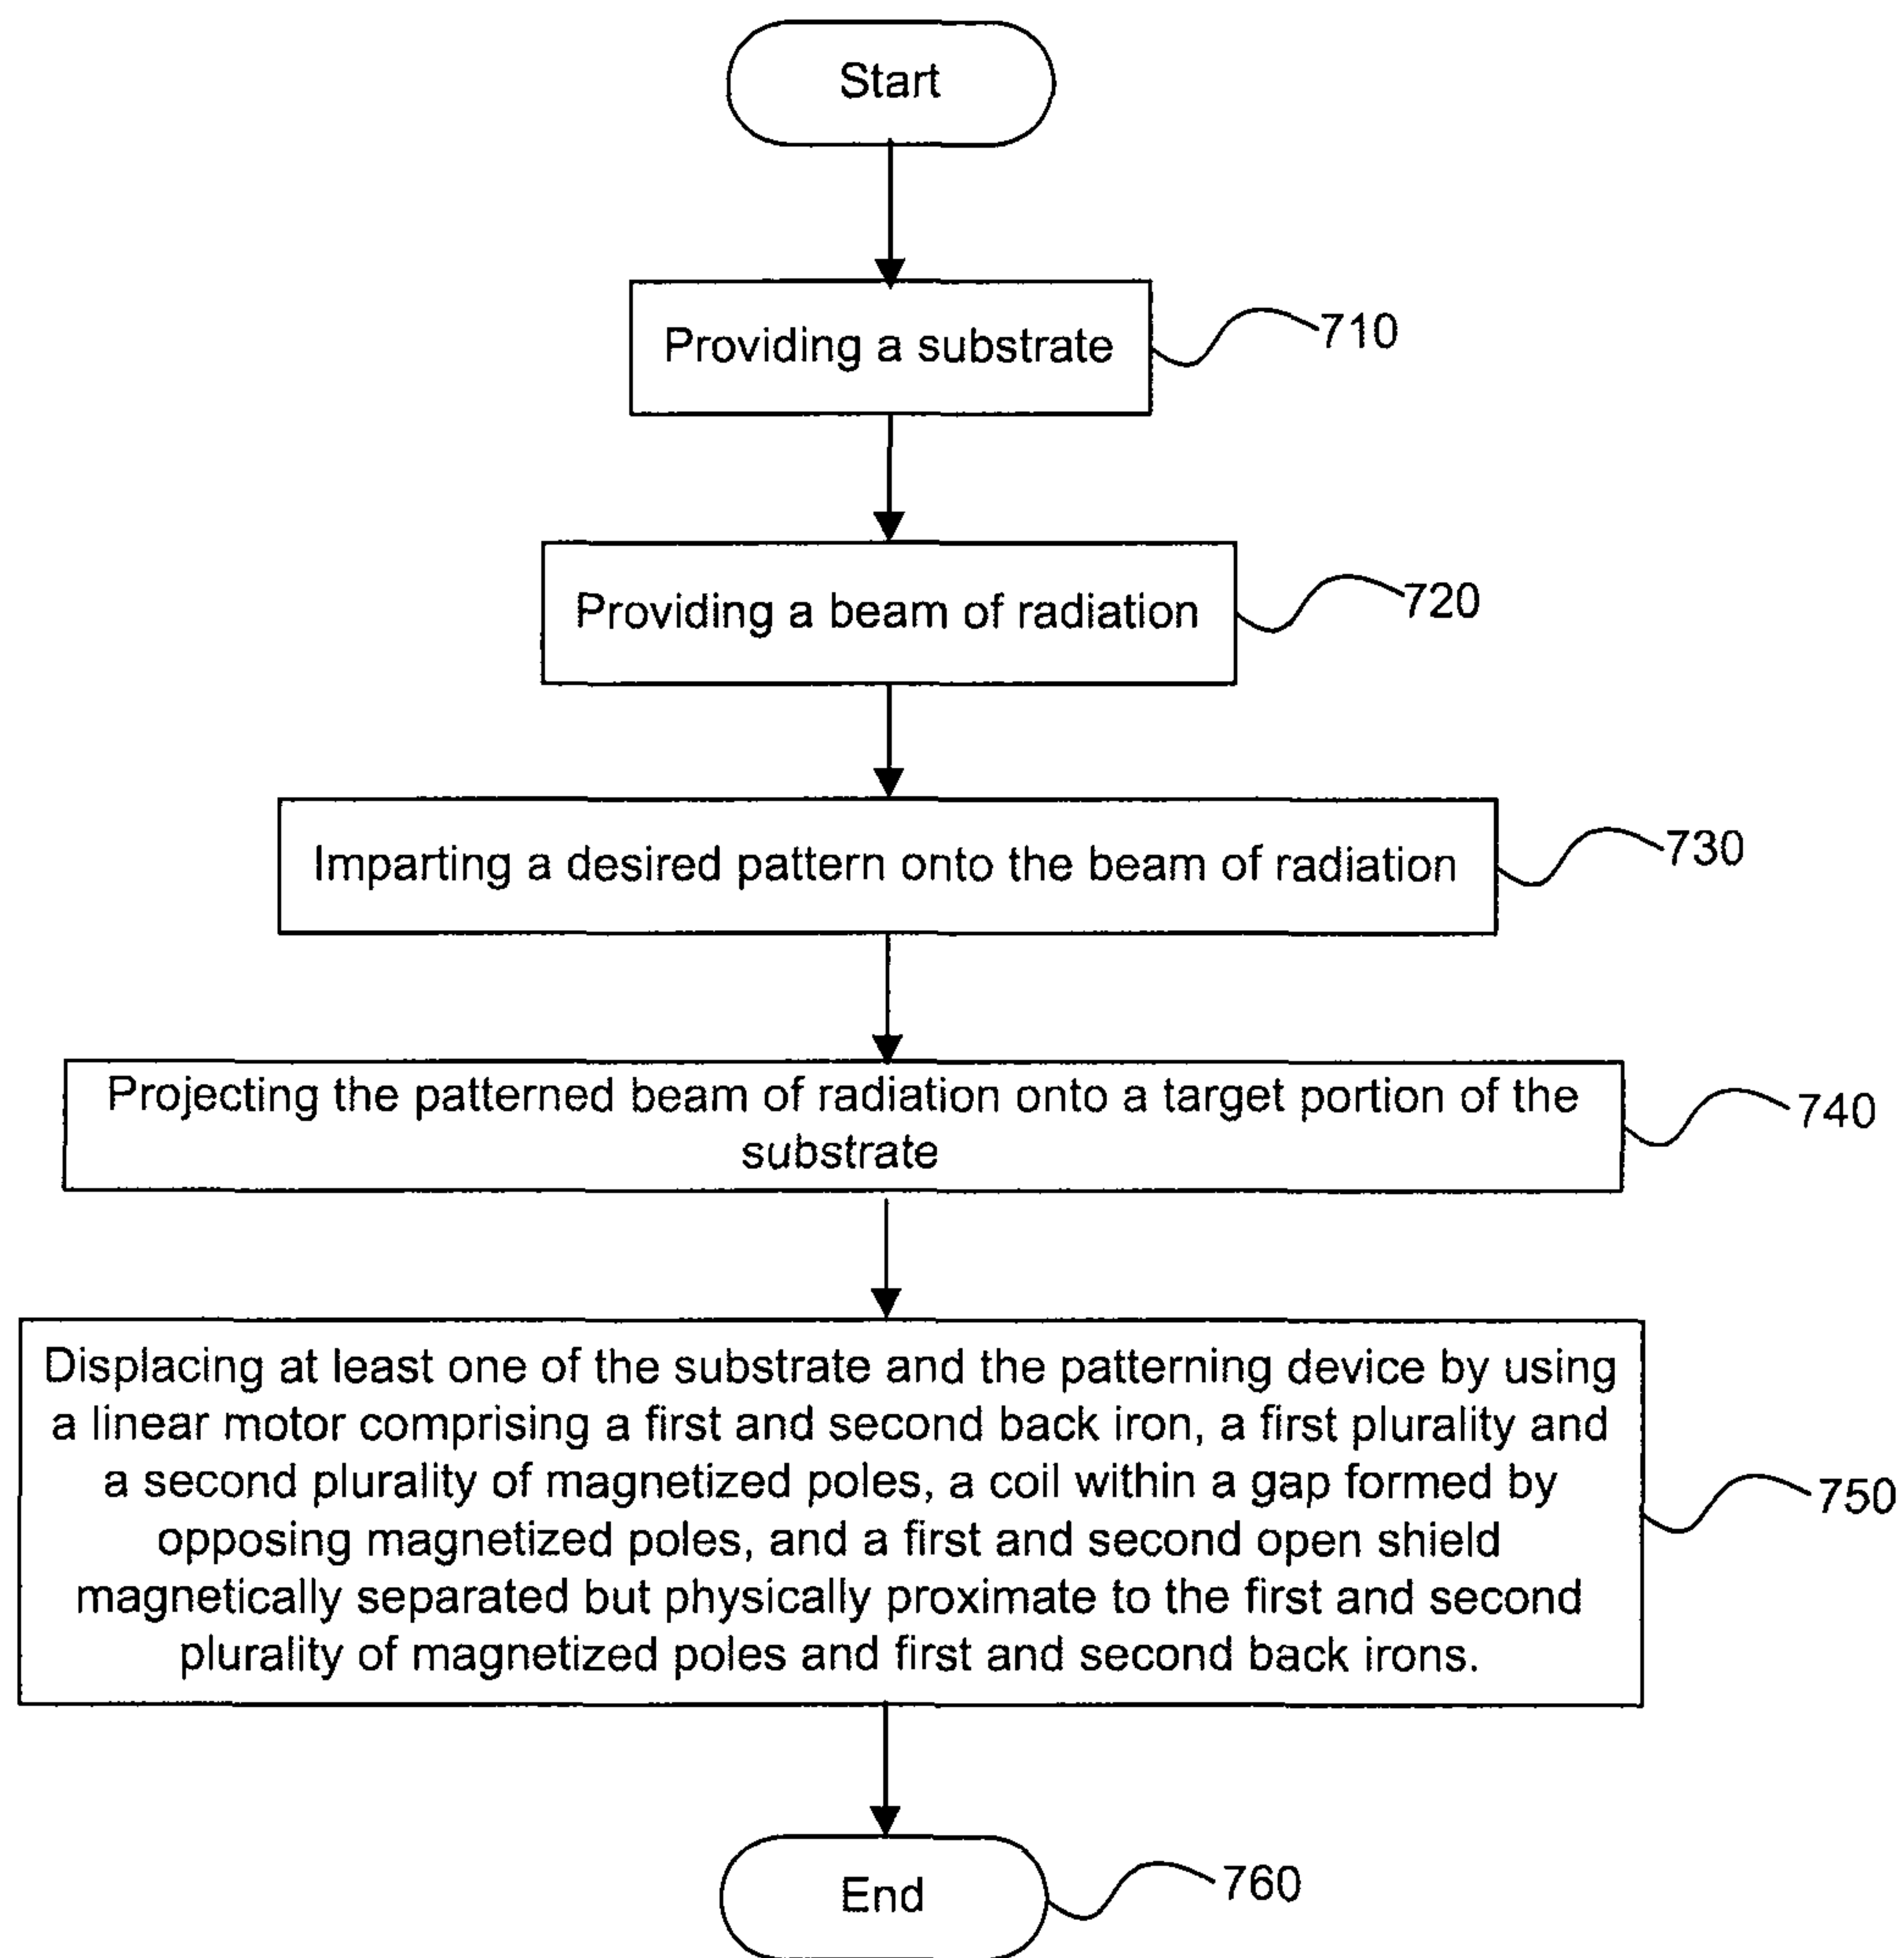 Start
Providing a substrate
710
Providing a beam of radiation
720
Imparting a desired pattern onto the beam of radiation
730
Projecting the patterned beam of radiation onto a target portion of the
substrate
740
Displacing at least one of the substrate and the patterning device by using
a linear motor comprising a first and second back iron, a first plurality and
a second plurality of magnetized poles, a coil within a gap formed by
opposing magnetized poles, and a first and second open shield
magnetically separated but physically proximate to the first and second
plurality of magnetized poles and first and second back irons.
750
End
760